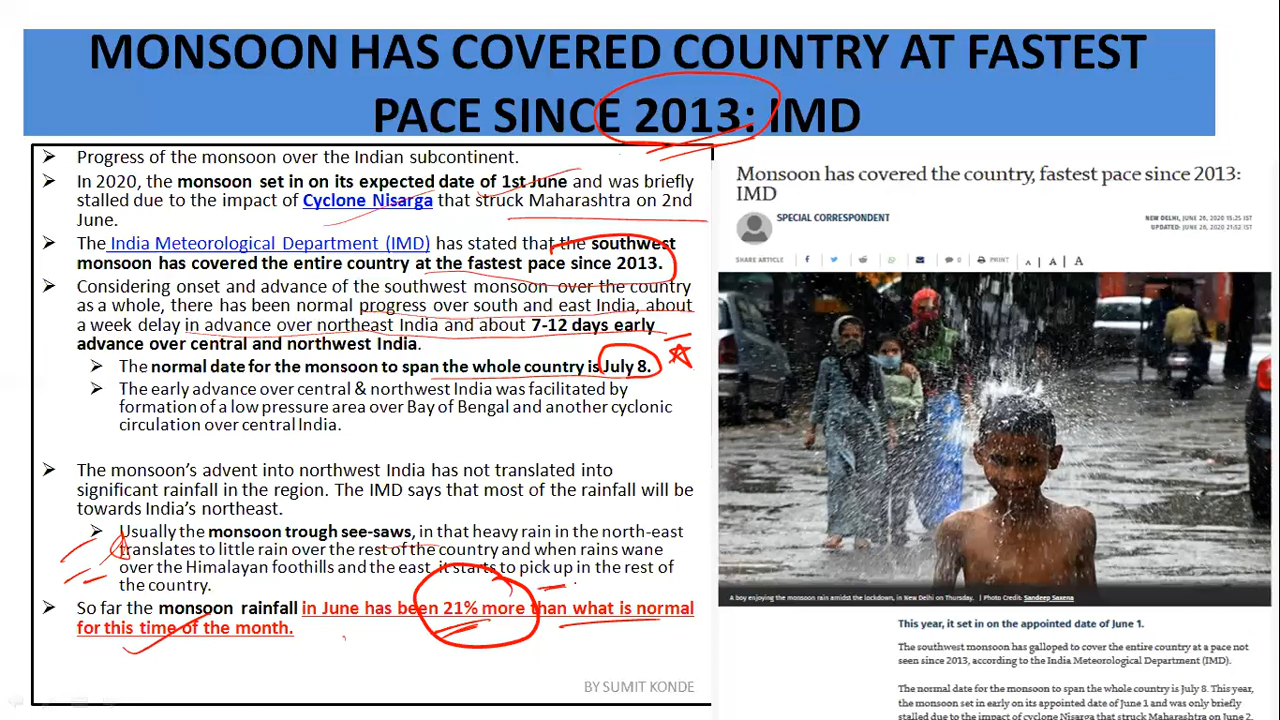 MONSOON HAS COVERED COUNTRY AT FASTEST
PACE SINCE 2013: IMD
Progress of the monsoon over the Indian subcontinent.
In 2020, the monsoon set in on its expected date of 1st June and was briefly
stalled due to the impact of Cyclone Nisarga that struck Maharashtra on 2nd
June.
The India Meteorological Department (IMD) has stated that the southwest
monsoon has covered the entire country at the fastest pace since 2013.
Considering onset and advance of the southwest monsoon over the country
as a whole, there has been normal progress over south and east India, about
a week delay in advance over northeast India and about 7-12 days early
advance over central and northwest India.
The normal date for the monsoon to span the whole country is July 8.
The early advance over central & northwest India was facilitated by
formation of a low pressure area over Bay of Bengal and another cyclonic
circulation over central India.
The monsoon's advent into northwest India has not translated into
significant rainfall in the region. The IMD says that most of the rainfall will be
towards India's northeast.
Usually the monsoon trough see-saws, in that heavy rain in the north-east
translates to little rain over the rest of the country and when rains wane
over the Himalayan foothills and the east, it starts to pick up in the rest of
the country.
So far the monsoon rainfall in June has been 21% more than what is normal
for this time of the month.
BY SUMIT KONDE
Monsoon has covered the country, fastest pace since 2013:
IMD
SPECIAL CORRESPONDENT
NEW DELHI, JUNE 26, 2020 15:25 IST
UPDATED: JUNE 26, 2020 21:52 IST
SHARE ARTICLE
0
PRINT
A A A
A boy enjoying the monsoon rain amidst the lockdown, in New Delhi on Thursday. | Photo Credit: Sandeep Saxena
This year, it set in on the appointed date of June 1.
The southwest monsoon has galloped to cover the entire country at a pace not
seen since 2013, according to the India Meteorological Department (IMD).
The normal date for the monsoon to span the whole country is July 8. This year,
the monsoon set in early on its appointed date of June 1 and was only briefly
stalled due to the impact of cyclone Nisarga that struck Maharashtra on June 2.